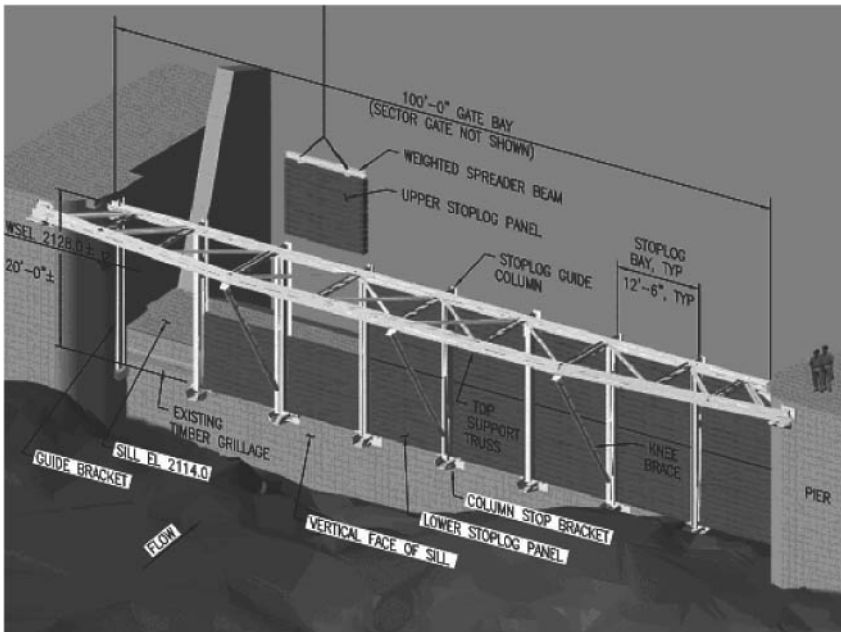 100'-0" GATE BAY
(SECTOR GATE NOT SHOWN)
WEIGHTED SPREADER BEAM
UPPER STOPLOG PANEL
STOPLOG
BAY, TYP
12'-6", TYP
STOPLOG GUIDE
COLUMN
WSEL 2128.0±
20'-0"±
EXISTING
TIMBER GRILLAGE
TOP
SUPPORT
TRUSS
KNEE
BRACE
PIER
SILL EL 2114.0
GUIDE BRACKET
COLUMN STOP BRACKET
LOWER STOPLOG PANEL
VERTICAL FACE OF SILL
FLOW